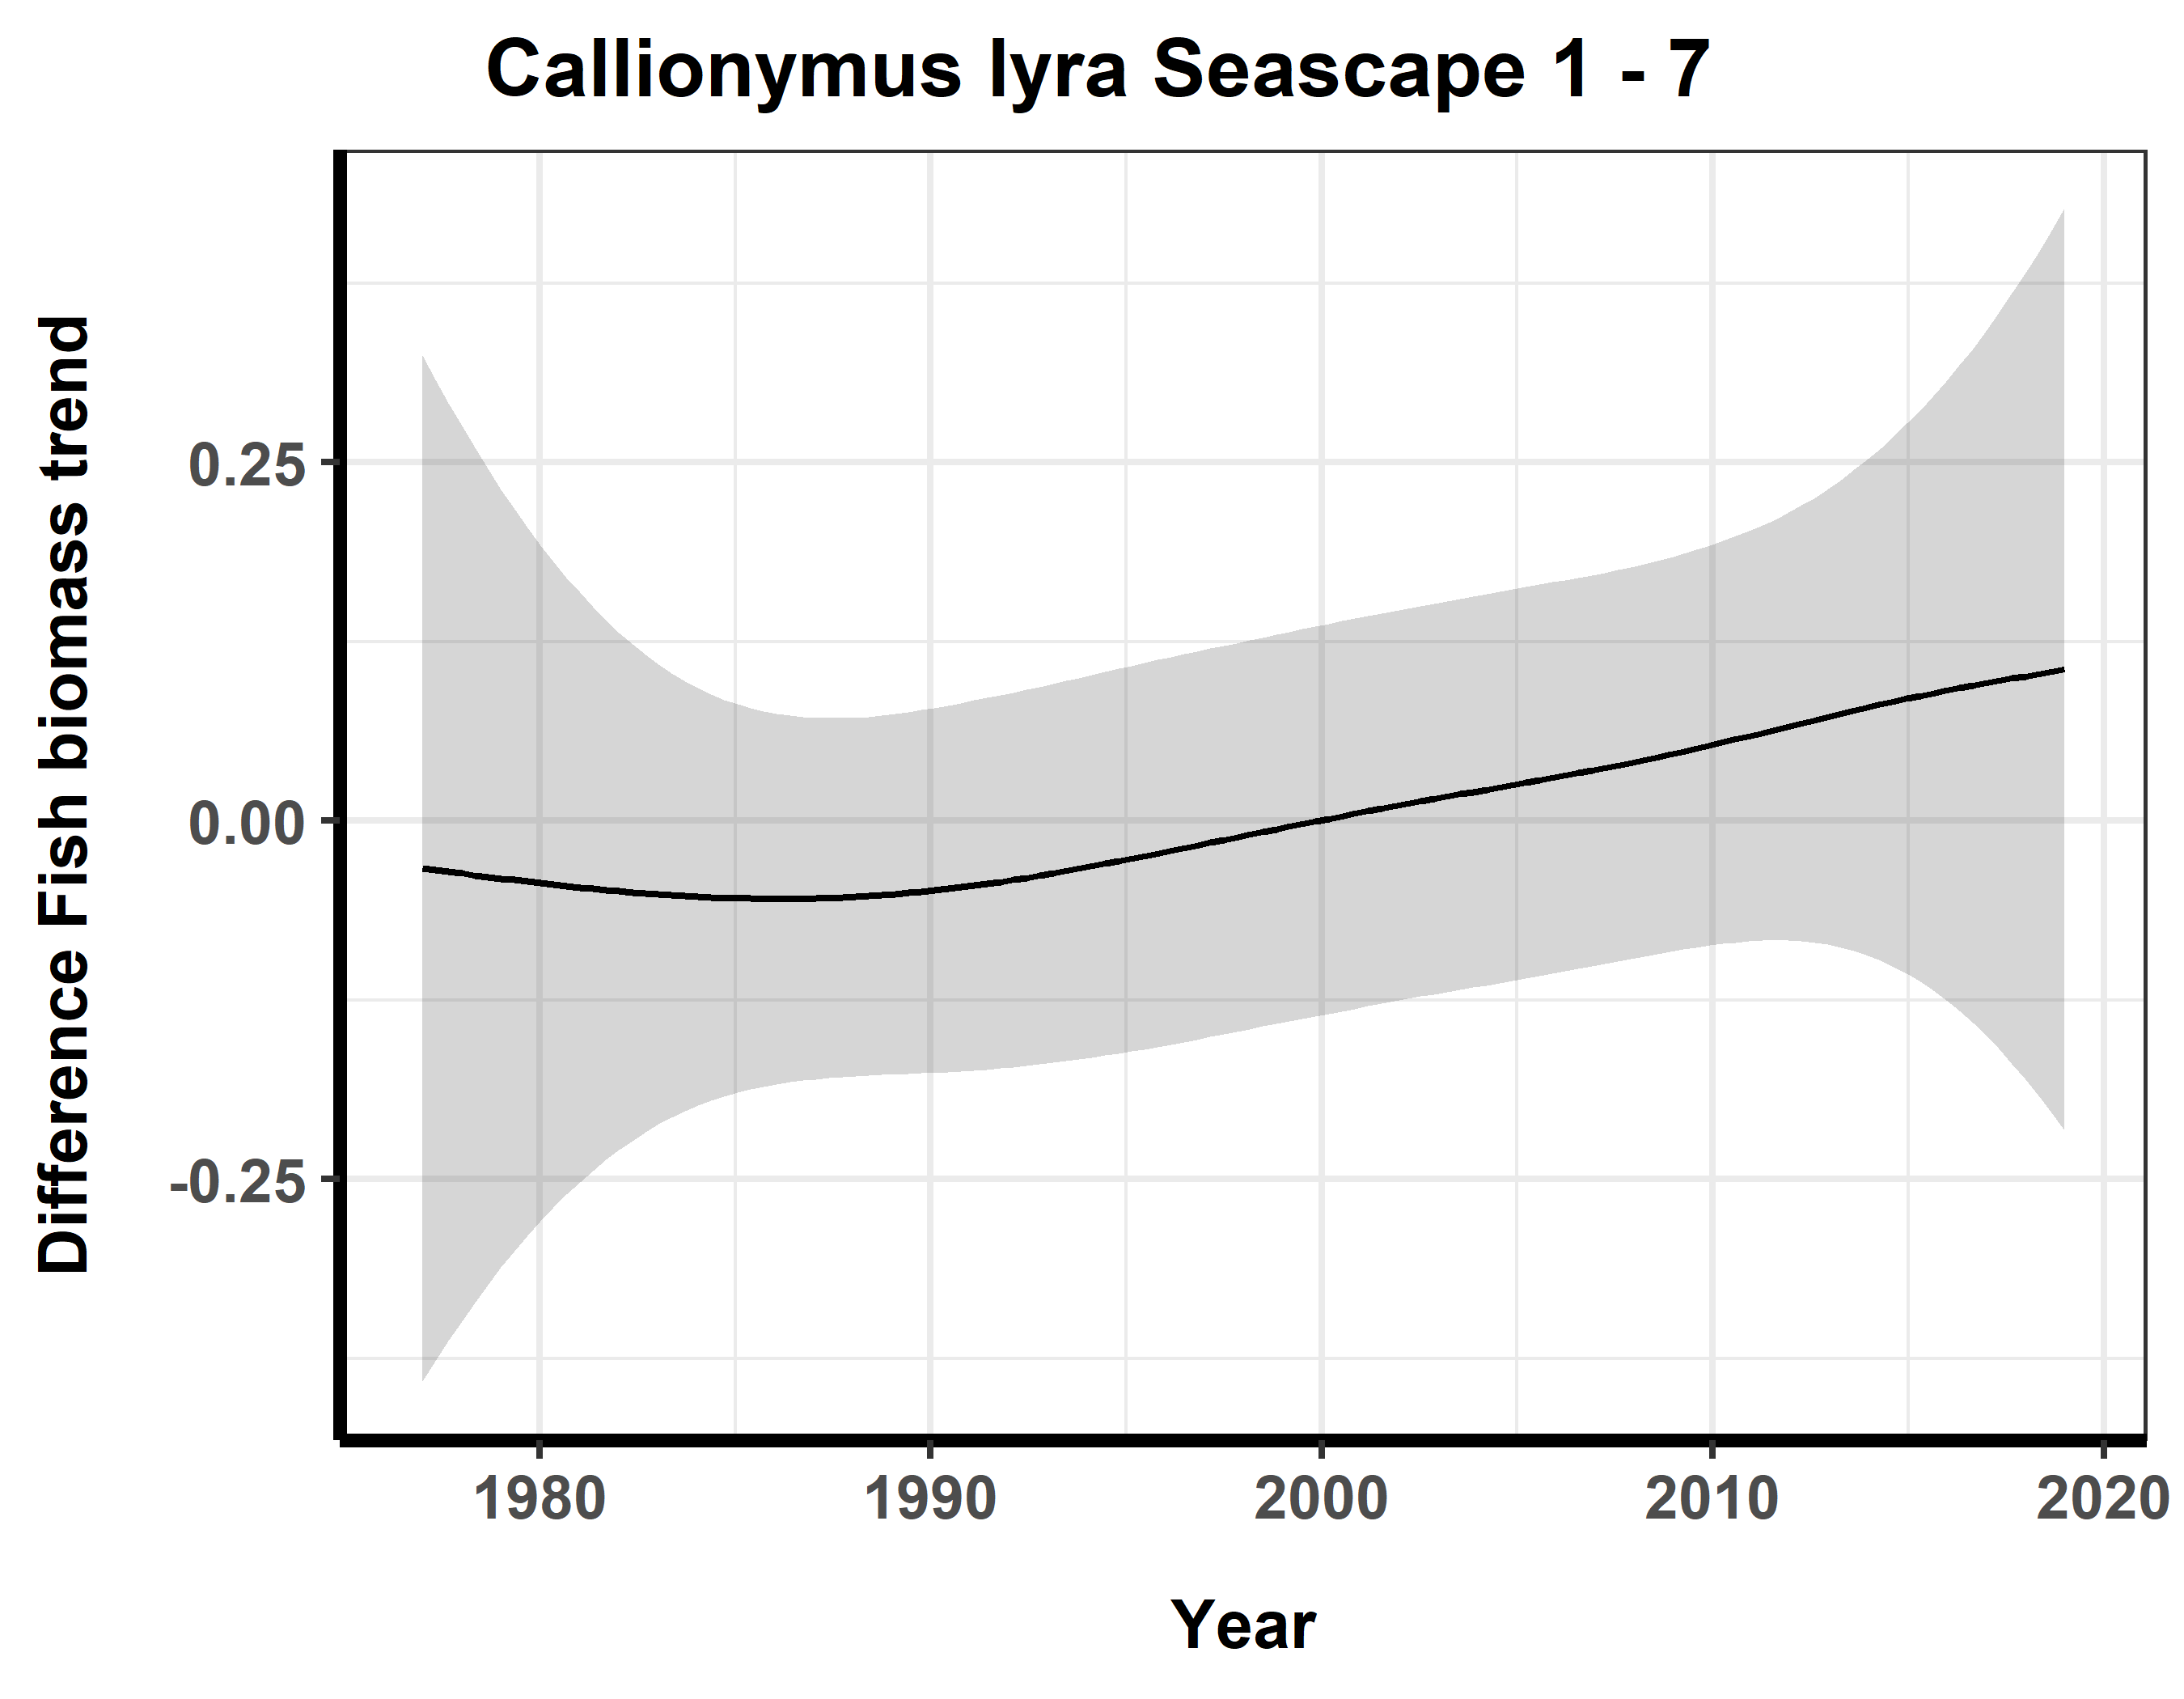 Callionymus lyra Seascape 1 - 7
Difference Fish biomass trend
0.25
0.00
-0.25
1980 1990 2000 2010 2020
Year